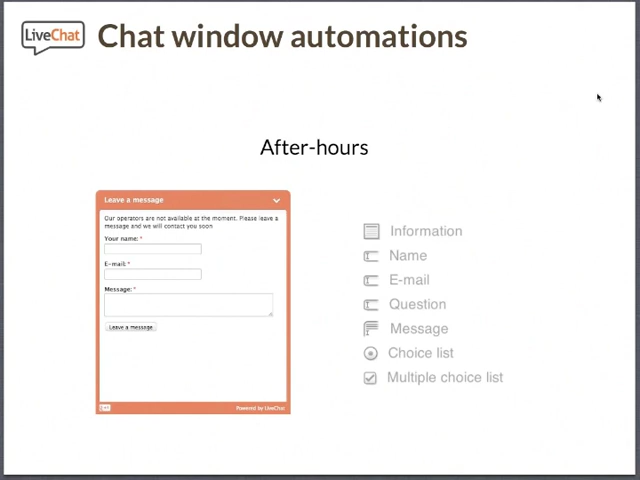 LiveChat
Chat window automations
After-hours
Leave a message
Our operators are not available at the moment. Please leave a
message and we will contact you soon
Your name: *
E-mail: *
Message: *
Leave a message
Powered by LiveChat
Information
Name
E-mail
Question
Message
Choice list
Multiple choice list